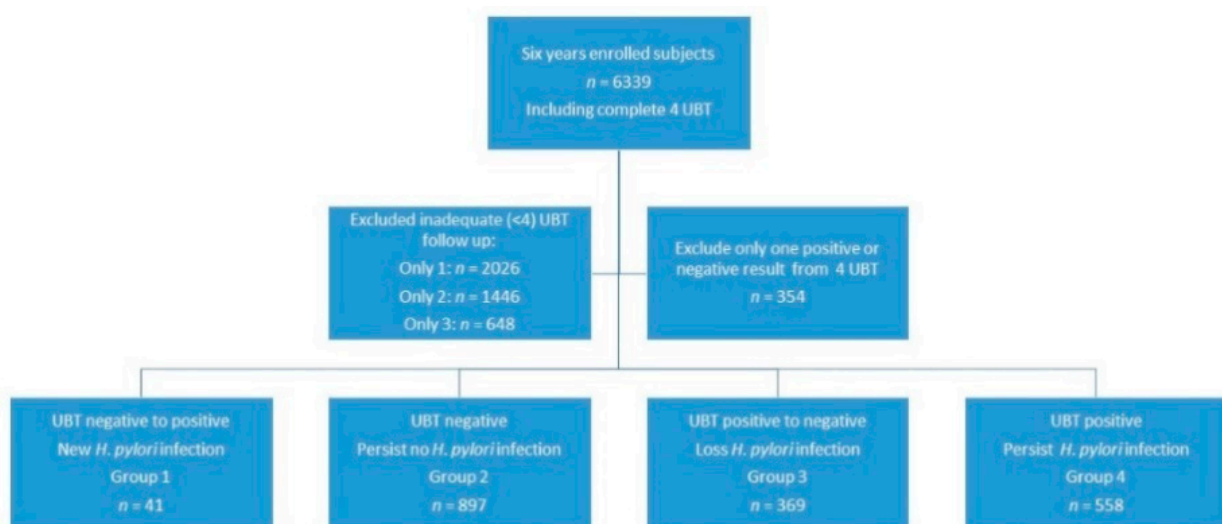 Six years enrolled subjects
n = 6339
Including complete 4 UBT
Excluded inadequate (<4) UBT
follow up:
Only 1: n = 2026
Only 2: n = 1446
Only 3: n = 648
Exclude only one positive or
negative result from 4 UBT
n = 354
UBT negative to positive
New H. pylori infection
Group 1
n = 41
UBT negative
Persist no H. pylori infection
Group 2
n = 897
UBT positive to negative
Loss H. pylori infection
Group 3
n = 369
UBT positive
Persist H. pylori infection
Group 4
n = 558